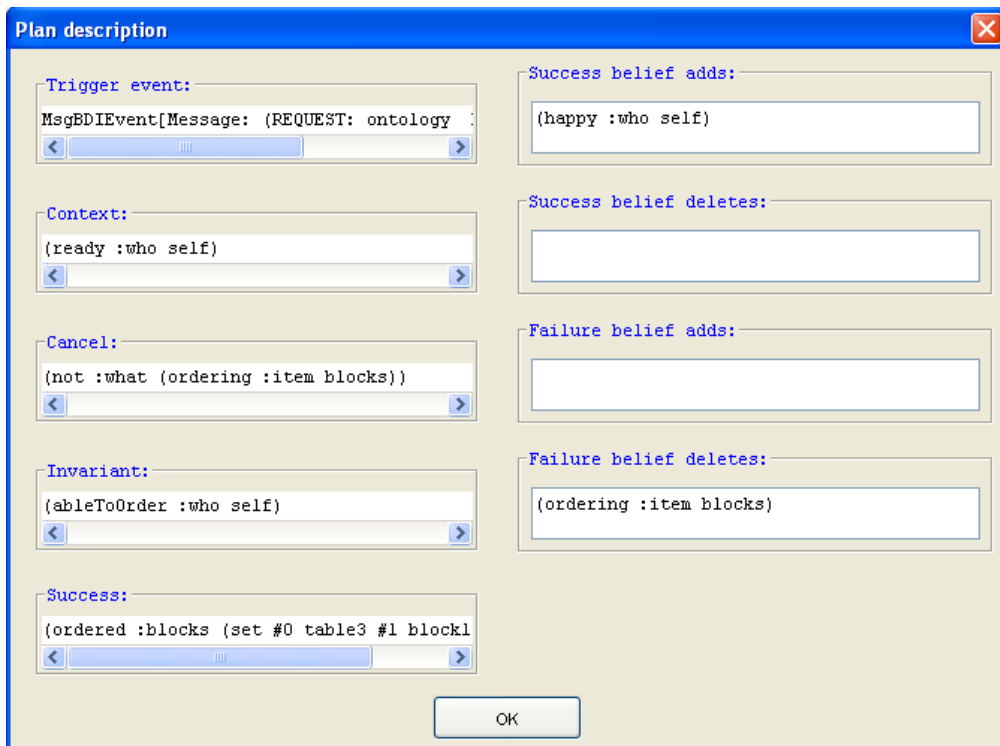 Plan description
Trigger event:
MsgBDIEvent[Message: (REQUEST: ontology
Context:
(ready :who self)
Cancel:
(not :what (ordering :item blocks))
Invariant:
(ableToOrder :who self)
Success:
(ordered :blocks (set #0 table3 #1 block1
Success belief adds:
(happy :who self)
Success belief deletes:
Failure belief adds:
Failure belief deletes:
(ordering :item blocks)
OK